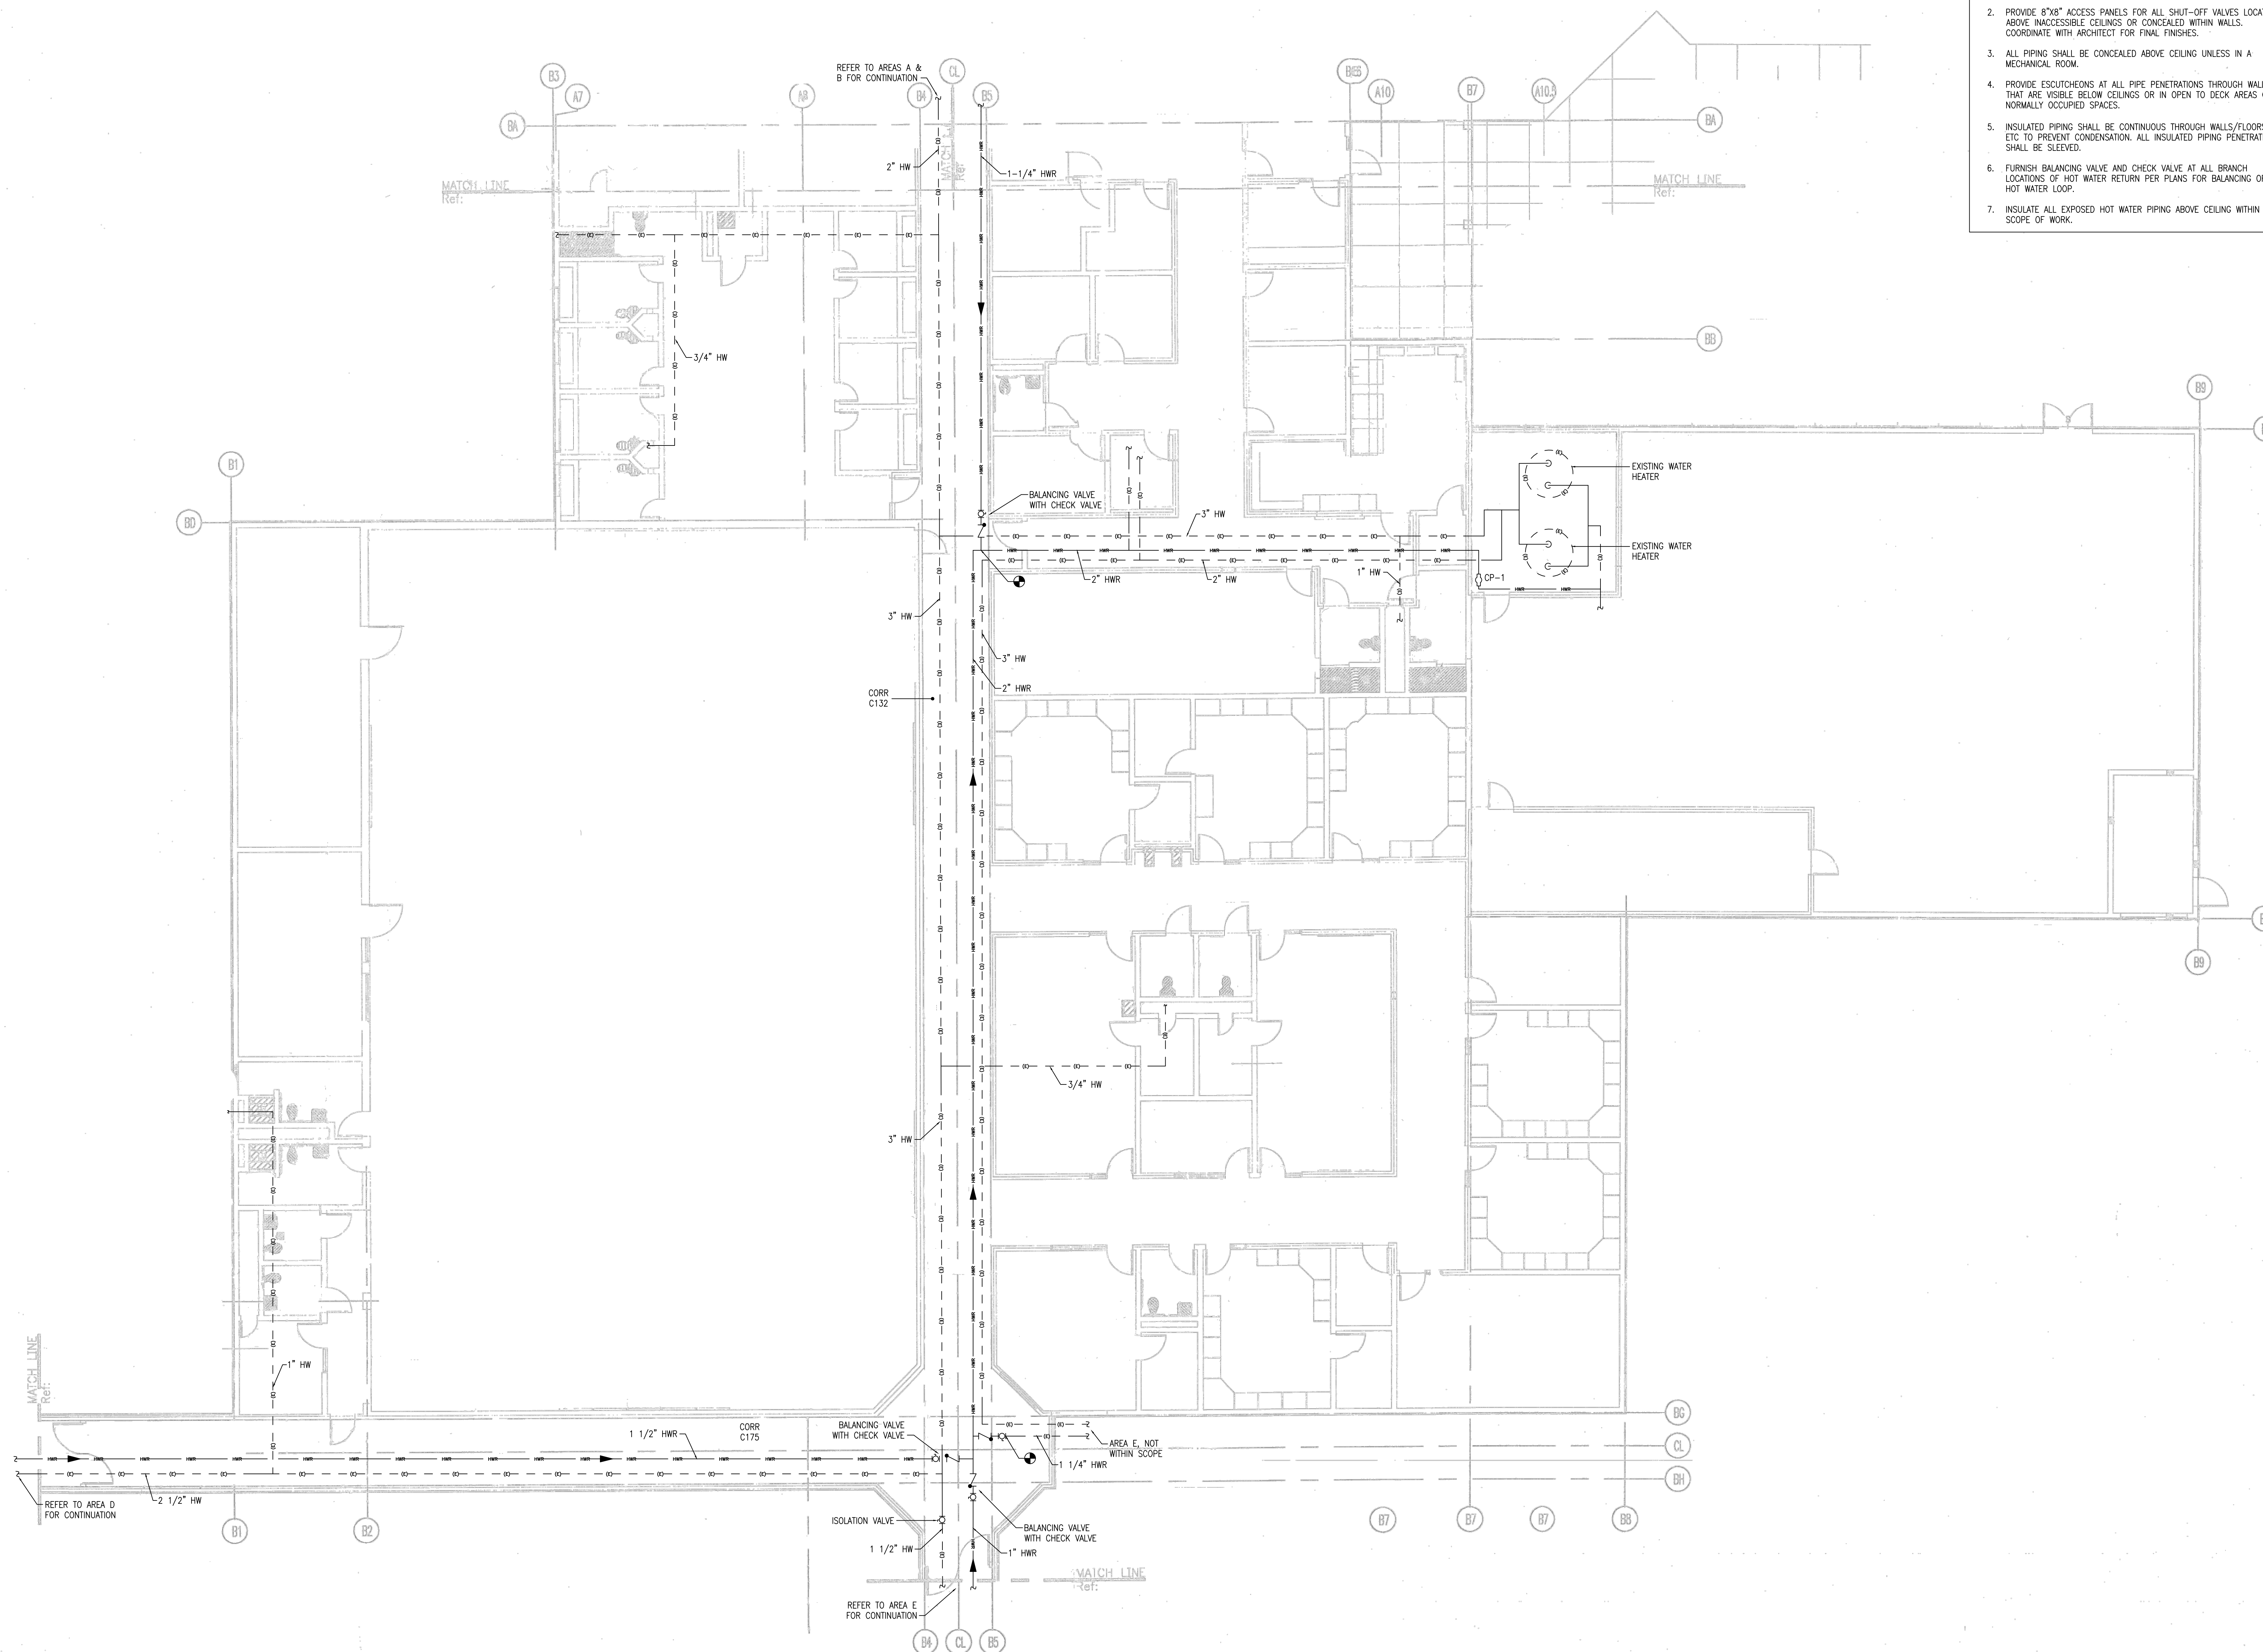 2. PROVIDE 8"X8" ACCESS PANELS FOR ALL SHUT-OFF VALVES LOCAT
ABOVE INACCESSIBLE CEILINGS OR CONCEALED WITHIN WALLS.
COORDINATE WITH ARCHITECT FOR FINAL FINISHES.
3. ALL PIPING SHALL BE CONCEALED ABOVE CEILING UNLESS IN A
MECHANICAL ROOM.
4. PROVIDE ESCUTCHEONS AT ALL PIPE PENETRATIONS THROUGH WALL
THAT ARE VISIBLE BELOW CEILINGS OR IN OPEN TO DECK AREAS
NORMALLY OCCUPIED SPACES.
5. INSULATED PIPING SHALL BE CONTINUOUS THROUGH WALLS/FLOORS
ETC TO PREVENT CONDENSATION. ALL INSULATED PIPING PENETRAT
SHALL BE SLEEVED.
6. FURNISH BALANCING VALVE AND CHECK VALVE AT ALL BRANCH
LOCATIONS OF HOT WATER RETURN PER PLANS FOR BALANCING OF
HOT WATER LOOP.
7. INSULATE ALL EXPOSED HOT WATER PIPING ABOVE CEILING WITHIN
SCOPE OF WORK.
REFER TO AREAS A &
B FOR CONTINUATION
B3
A7
A8
B4
CL
B5
A10
B7
A10.5
BA
BA
2" HW
MATCH LINE
Ref:
1-1/4" HWR
MATCH LINE
Ref:
MATCH LINE
Ref:
3/4" HW
BB
B9
B1
BD
BALANCING VALVE
WITH CHECK VALVE
3" HW
EXISTING WATER
HEATER
EXISTING WATER
HEATER
2" HWR
2" HW
1" HW
CP-1
3" HW
3" HW
2" HWR
CORR
C132
B9
3/4" HW
3" HW
1" HW
MATCH LINE
Ref:
1 1/2" HWR
CORR
C175
BALANCING VALVE
WITH CHECK VALVE
AREA E, NOT
WITHIN SCOPE
1 1/4" HWR
BG
CL
BH
REFER TO AREA D
FOR CONTINUATION
2 1/2" HW
B1
B2
ISOLATION VALVE
1 1/2" HW
BALANCING VALVE
WITH CHECK VALVE
1" HWR
B7
B7
B7
B8
MATCH LINE
Ref:
REFER TO AREA E
FOR CONTINUATION
B4
CL
B5